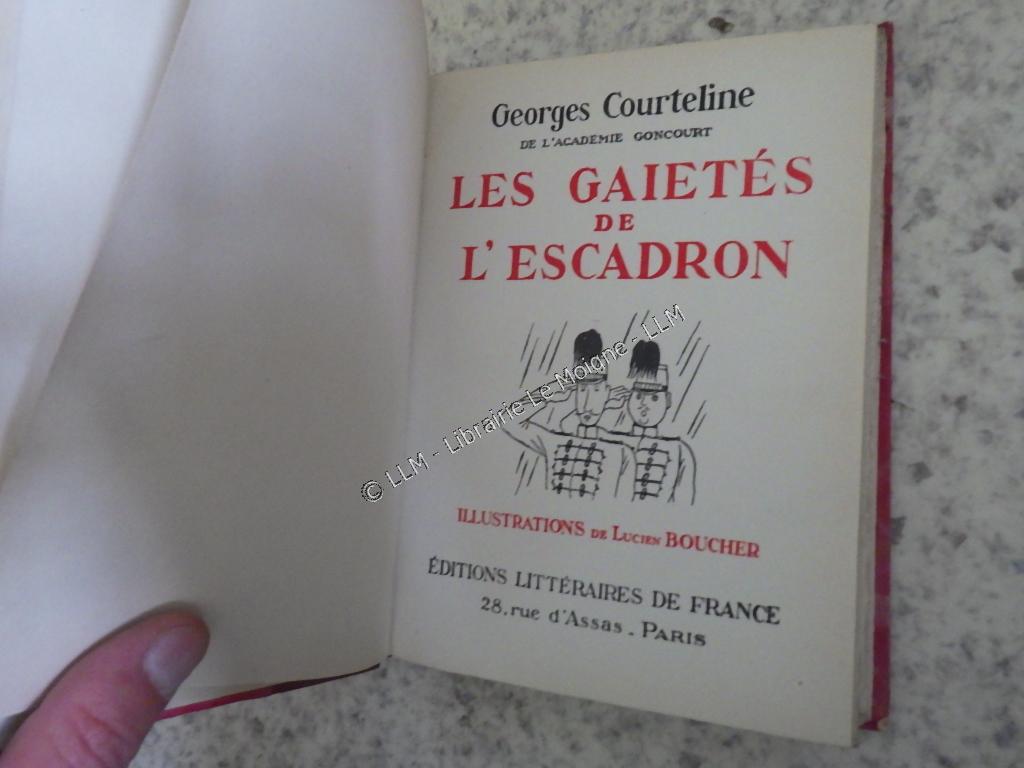 Georges Courteline
DE L'ACADÉMIE GONCOURT
LES GAIETÉS
DE
L'ESCADRON
© LLM - Librairie Le Moigne - LLM
ILLUSTRATIONS DE LUCIEN BOUCHER
ÉDITIONS LITTÉRAIRES DE FRANCE
28, rue d'Assas - PARIS